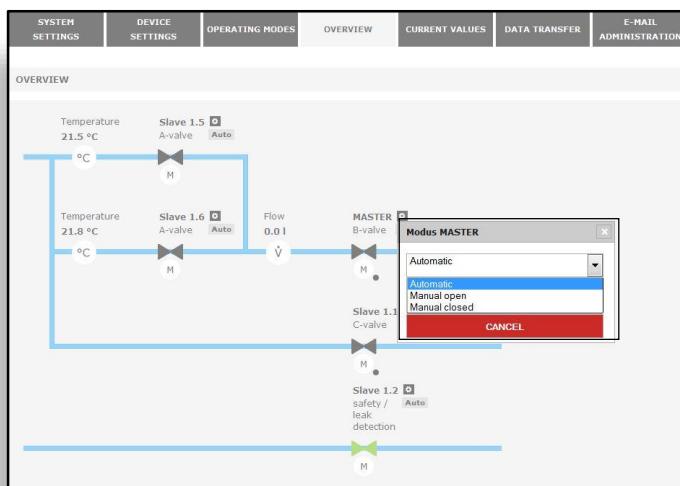 SYSTEM SETTINGS
DEVICE SETTINGS
OPERATING MODES
OVERVIEW
CURRENT VALUES
DATA TRANSFER
E-MAIL ADMINISTRATION
OVERVIEW
Temperature
21.5 °C
°C
Slave 1.5
A-valve Auto
M
Temperature
21.8 °C
°C
Slave 1.6
A-valve Auto
M
Flow
0.0 l
V̇
MASTER
B-valve
M
Modus MASTER
×
Automatic
Automatic
Manual open
Manual closed
CANCEL
Slave 1.1
C-valve
M
Slave 1.2
safety / Auto
leak
detection
M